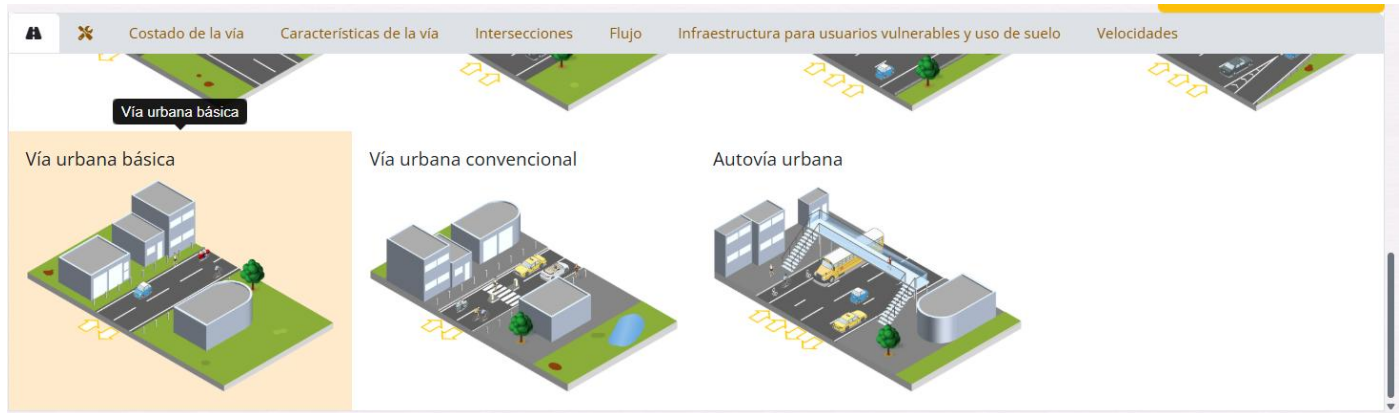 Costado de la vía
Características de la vía
Intersecciones
Flujo
Infraestructura para usuarios vulnerables y uso de suelo
Velocidades
Vía urbana básica
Vía urbana básica
Vía urbana convencional
Autovía urbana